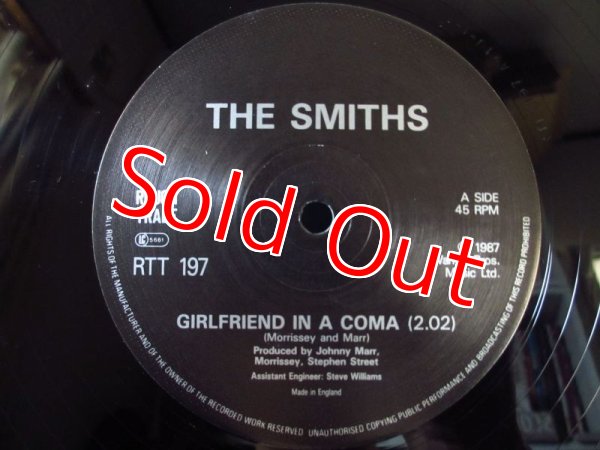 THE SMITHS
A SIDE
45 RPM
Sold Out
5661
1987
RTT 197
Music Ltd.
GIRLFRIEND IN A COMA (2.02)
(Morrissey and Marr)
Produced by Johnny Marr,
Morrissey, Stephen Street
Assistant Engineer: Steve Williams
Made in England
ALL RIGHTS OF THE MANUFACTURER AND OF THE OWNER OF THE RECORDED WORK RESERVED UNAUTHORISED COPYING PUBLIC PERFORMANCE AND BROADCASTING OF THIS RECORD PROHIBITED